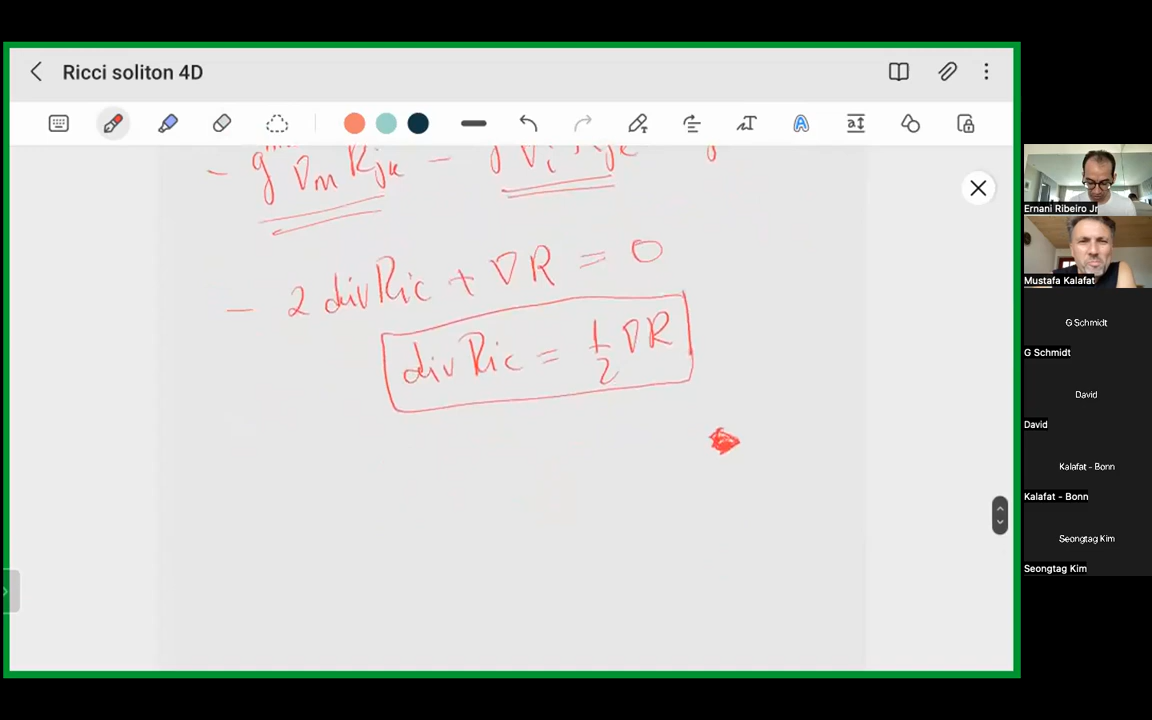 Ricci soliton 4D
- g ∇m Rjk - g ∇i
- 2 div Ric + ∇R = 0
div Ric = 1/2 ∇R
Ernani Ribeiro Jr
Mustafa Kalafat
G Schmidt
G Schmidt
David
David
Kalafat - Bonn
Kalafat - Bonn
Seongtag Kim
Seongtag Kim